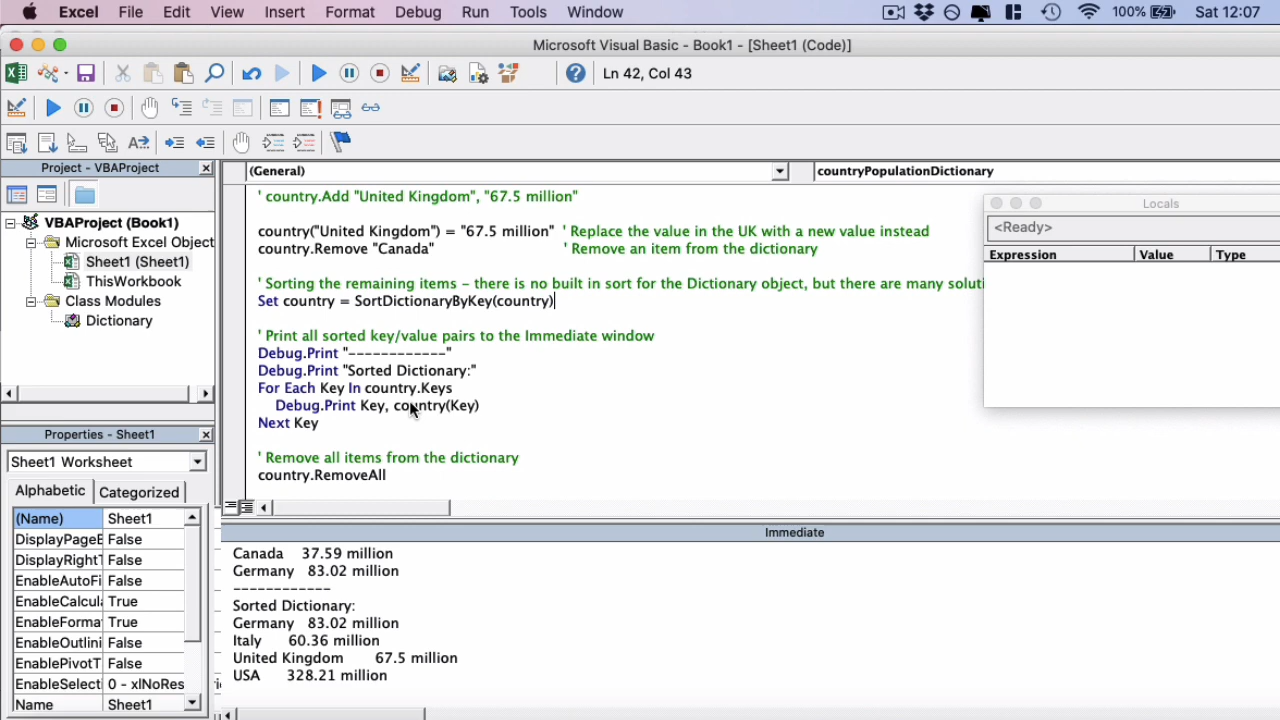 Excel File Edit View Insert Format Debug Run Tools Window 100% Sat 12:07
Microsoft Visual Basic - Book1 - [Sheet1 (Code)]
Ln 42, Col 43
Project - VBAProject
(General)
countryPopulationDictionary
VBAProject (Book1)
Microsoft Excel Object
Sheet1 (Sheet1)
ThisWorkbook
Class Modules
Dictionary
' country.Add "United Kingdom", "67.5 million"
country("United Kingdom") = "67.5 million" ' Replace the value in the UK with a new value instead
country.Remove "Canada" ' Remove an item from the dictionary
' Sorting the remaining items - there is no built in sort for the Dictionary object, but there are many soluti
Set country = SortDictionaryByKey(country)
' Print all sorted key/value pairs to the Immediate window
Debug.Print "------------"
Debug.Print "Sorted Dictionary:"
For Each Key In country.Keys
Debug.Print Key, country(Key)
Next Key
' Remove all items from the dictionary
country.RemoveAll
Locals
<Ready>
Expression Value Type
Properties - Sheet1
Sheet1 Worksheet
Alphabetic Categorized
(Name) Sheet1
DisplayPageE False
DisplayRightT False
EnableAutoFi False
EnableCalcul True
EnableForma True
EnableOutlini False
EnablePivotT False
EnableSelect 0 - xlNoRes
Name Sheet1
Immediate
Canada 37.59 million
Germany 83.02 million
------------
Sorted Dictionary:
Germany 83.02 million
Italy 60.36 million
United Kingdom 67.5 million
USA 328.21 million